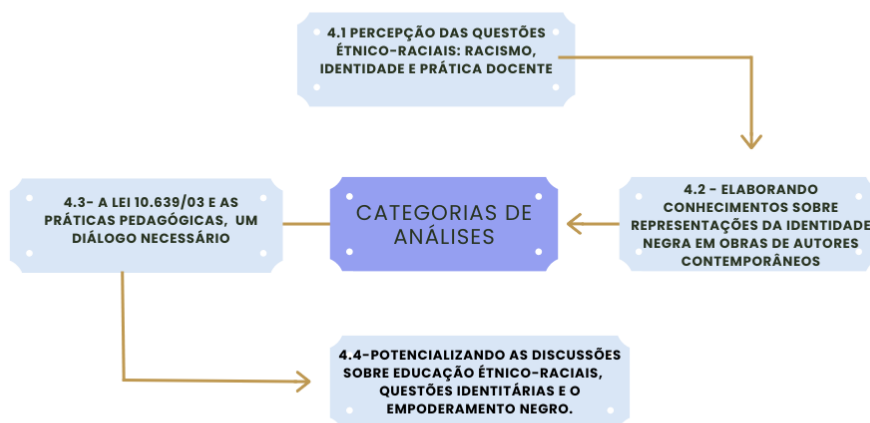 4.1 PERCEPÇÃO DAS QUESTÕES
ÉTNICO-RACIAIS: RACISMO,
IDENTIDADE E PRÁTICA DOCENTE
4.3- A LEI 10.639/03 E AS
PRÁTICAS PEDAGÓGICAS, UM
DIÁLOGO NECESSÁRIO
CATEGORIAS DE
ANÁLISES
4.2 - ELABORANDO
CONHECIMENTOS SOBRE
REPRESENTAÇÕES DA IDENTIDADE
NEGRA EM OBRAS DE AUTORES
CONTEMPORÂNEOS
4.4-POTENCIALIZANDO AS DISCUSSÕES
SOBRE EDUCAÇÃO ÉTNICO-RACIAIS,
QUESTÕES IDENTITÁRIAS E O
EMPODERAMENTO NEGRO.